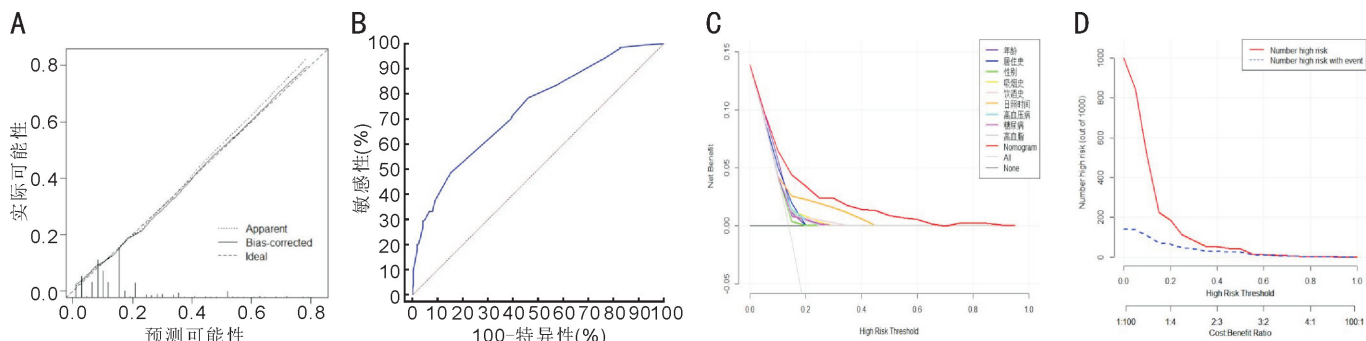 A
实际可能性
0.8
0.6
0.4
0.2
0.0
Apparent
Bias-corrected
Ideal
0.0 0.2 0.4 0.6 0.8
预测可能性
B
敏感性(%)
100
90
80
70
60
50
40
30
20
10
0
0 10 20 30 40 50 60 70 80 90 100
100-特异性(%)
C
Net Benefit
0.15
0.10
0.05
0.00
-0.05
年龄
居住史
性别
吸烟史
饮酒史
日照时间
高血压病
糖尿病
高血脂
Nomogram
All
None
0.0 0.2 0.4 0.6 0.8 1.0
High Risk Threshold
D
Number high risk (out of 1000)
1000
800
600
400
200
0
Number high risk
Number high risk with event
0.0 0.2 0.4 0.6 0.8 1.0
High Risk Threshold
1:100 1:4 2:3 3:2 4:1 100:1
Cost:Benefit Ratio